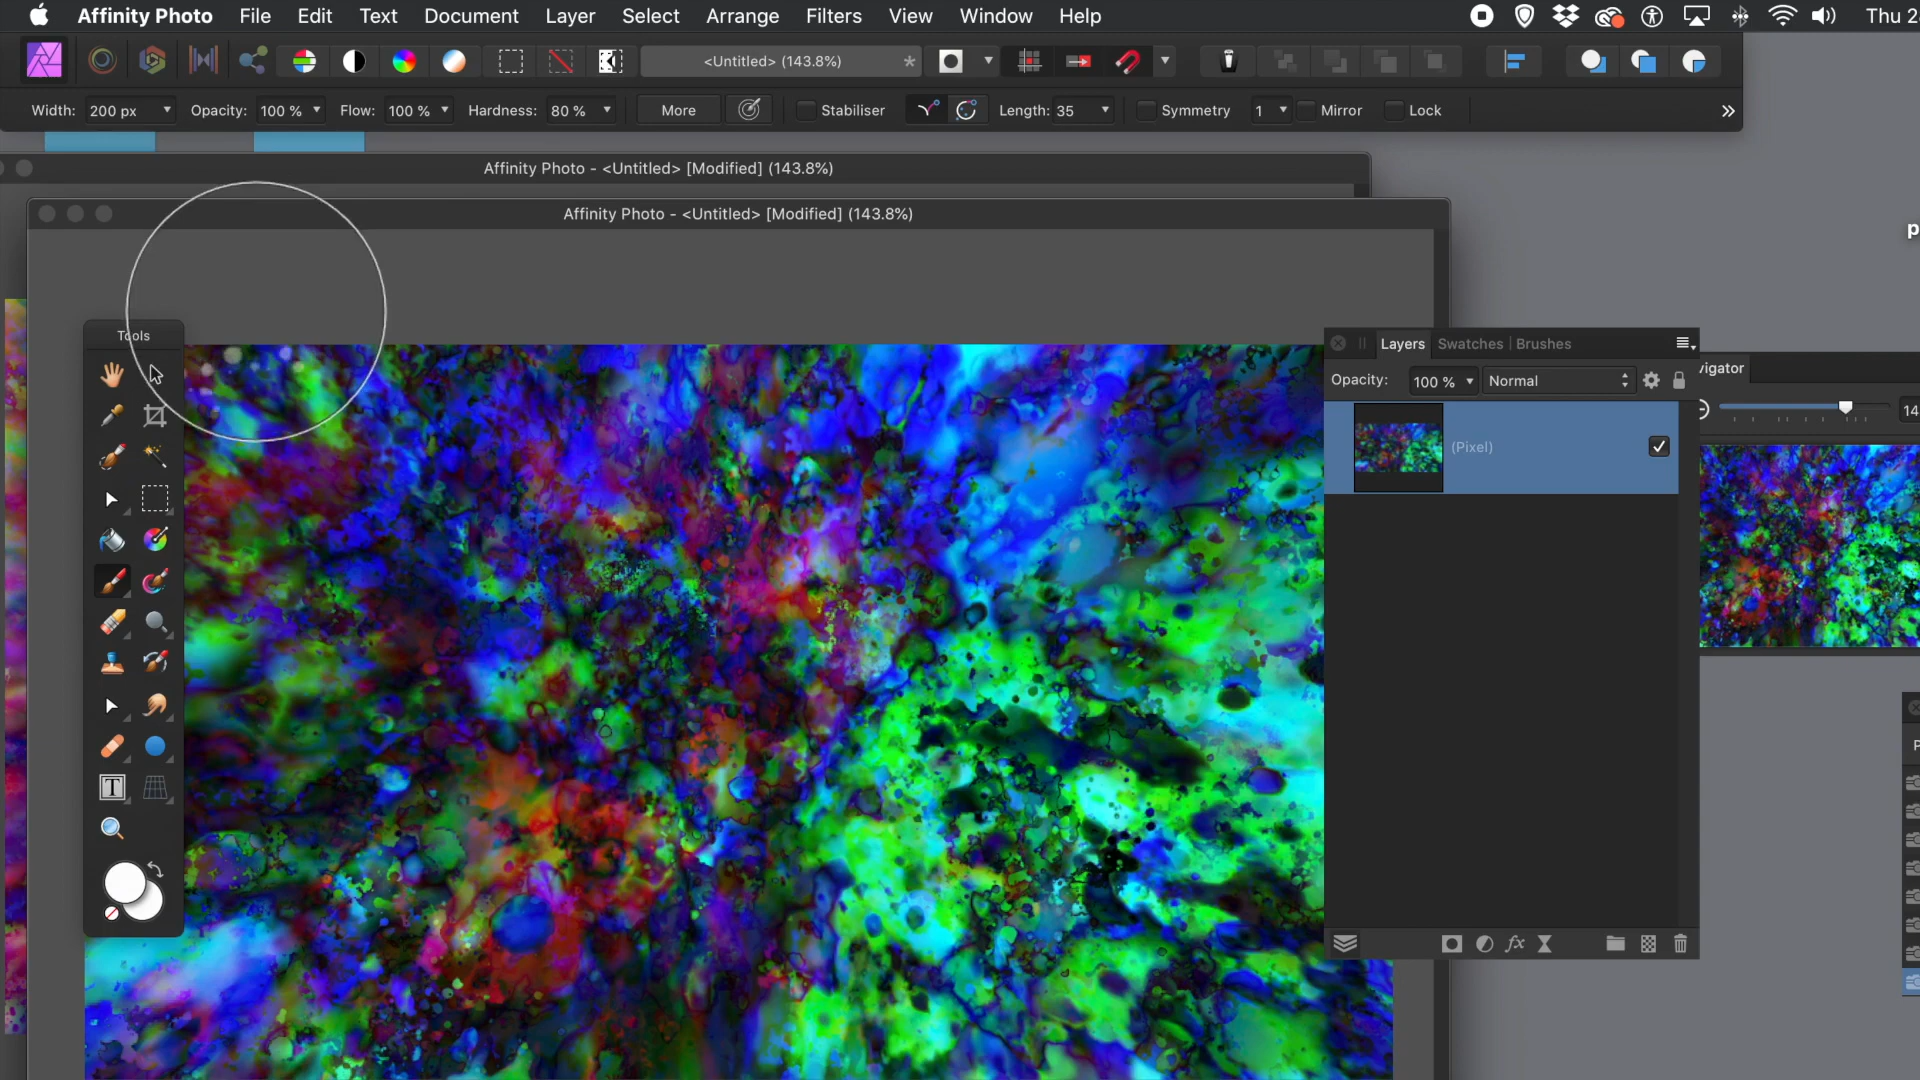 Affinity Photo File Edit Text Document Layer Select Arrange Filters View Window Help Thu 2
<Untitled> (143.8%) *
Width: 200 px Opacity: 100 % Flow: 100 % Hardness: 80 % More Stabiliser Length: 35 Symmetry 1 Mirror Lock
Affinity Photo - <Untitled> [Modified] (143.8%)
Affinity Photo - <Untitled> [Modified] (143.8%)
p
Tools
Layers Swatches Brushes
vigator
Opacity: 100 % Normal
14
(Pixel)
T
fx
P